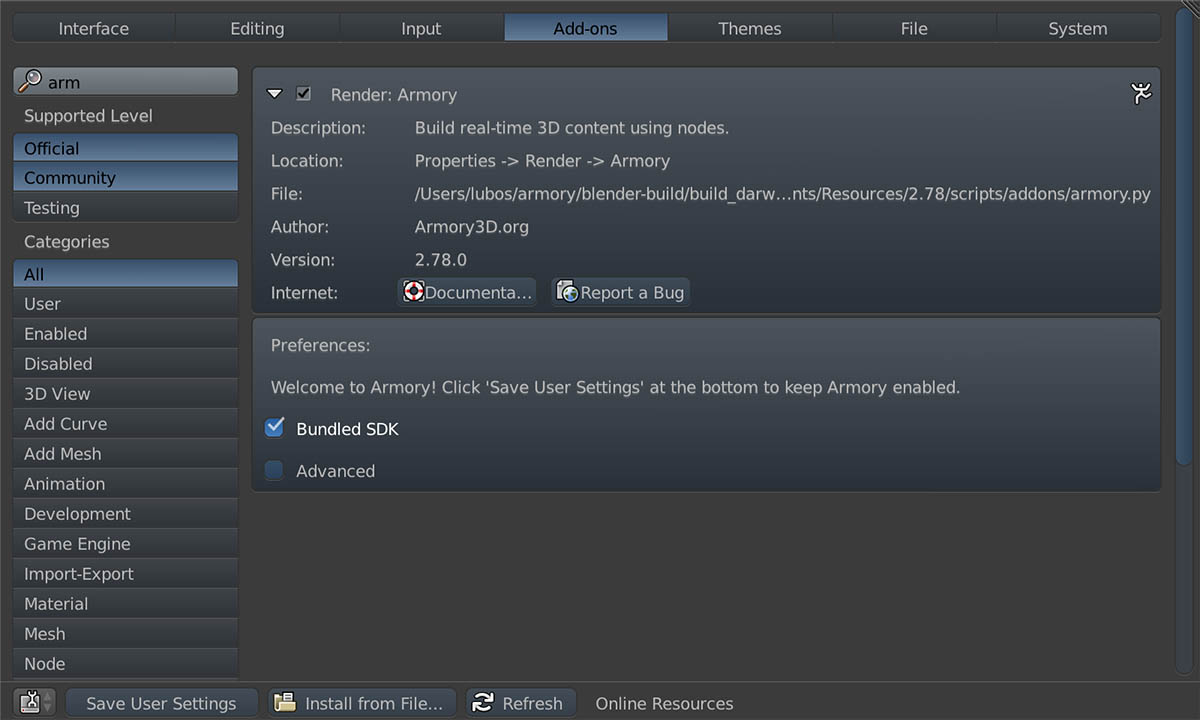 Interface Editing Input Add-ons Themes File System
arm
Supported Level
Official
Community
Testing
Categories
All
User
Enabled
Disabled
3D View
Add Curve
Add Mesh
Animation
Development
Game Engine
Import-Export
Material
Mesh
Node
Render: Armory
Description: Build real-time 3D content using nodes.
Location: Properties -> Render -> Armory
File: /Users/lubos/armory/blender-build/build_darw...nts/Resources/2.78/scripts/addons/armory.py
Author: Armory3D.org
Version: 2.78.0
Internet: Documenta... Report a Bug
Preferences:
Welcome to Armory! Click 'Save User Settings' at the bottom to keep Armory enabled.
Bundled SDK
Advanced
Save User Settings Install from File... Refresh Online Resources